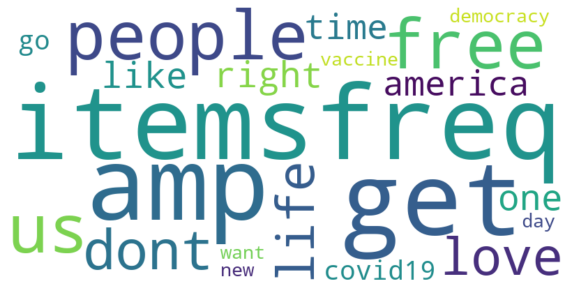 democracy
go people time free
vaccine
like right america
itemsfreq
amp get
life one
us dont day
love
want
new covid19